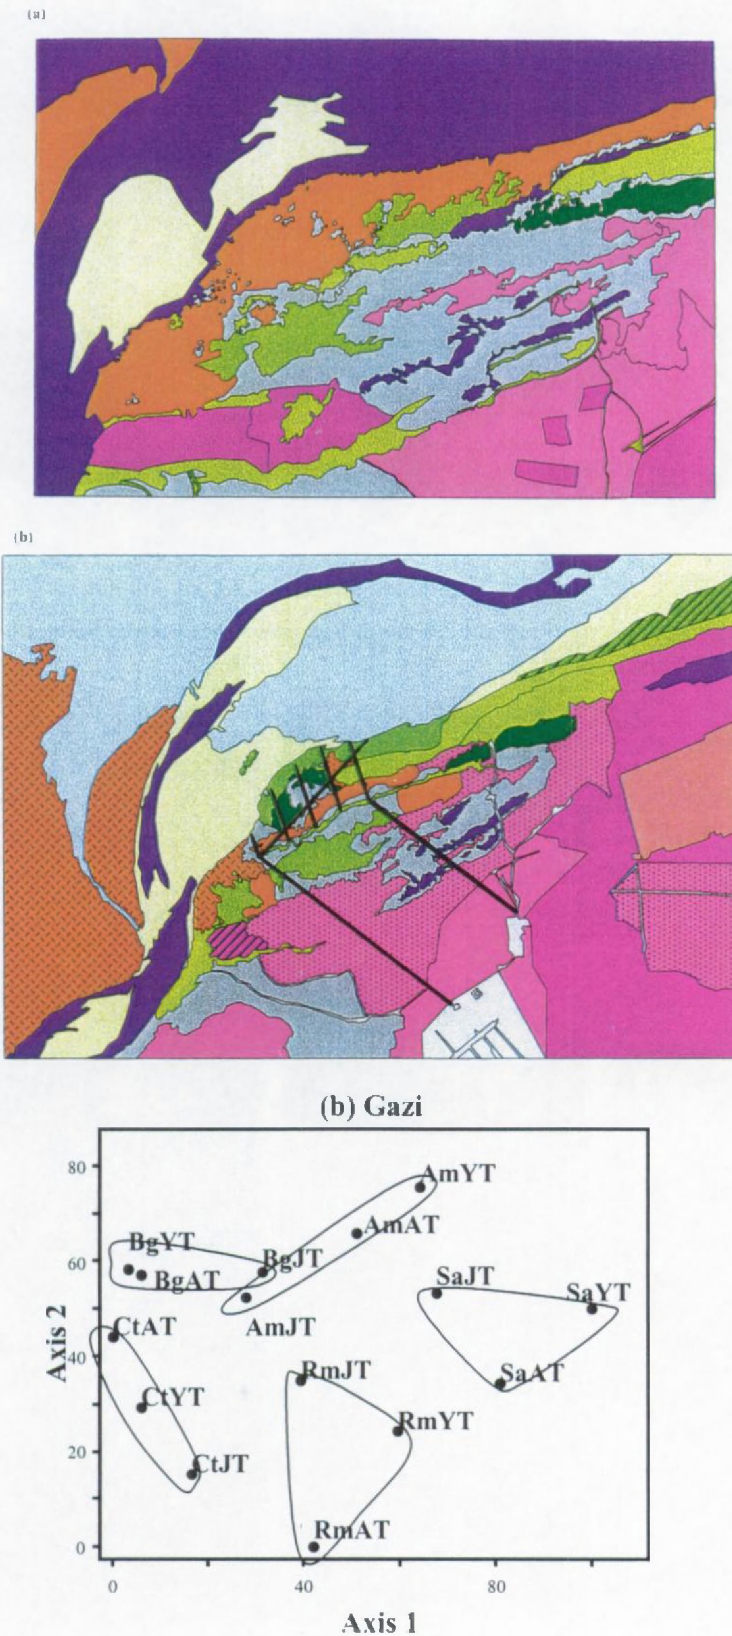 (a)
(b)
(b) Gazi
80
60
40
20
0
Axis 2
AmYT
AmAT
BgYT
BgJT
BgAT
SaJT
SaYT
AmJT
CtAT
RmJT
SaAT
CtYT
RmYT
CtJT
RmAT
0
40
80
Axis 1